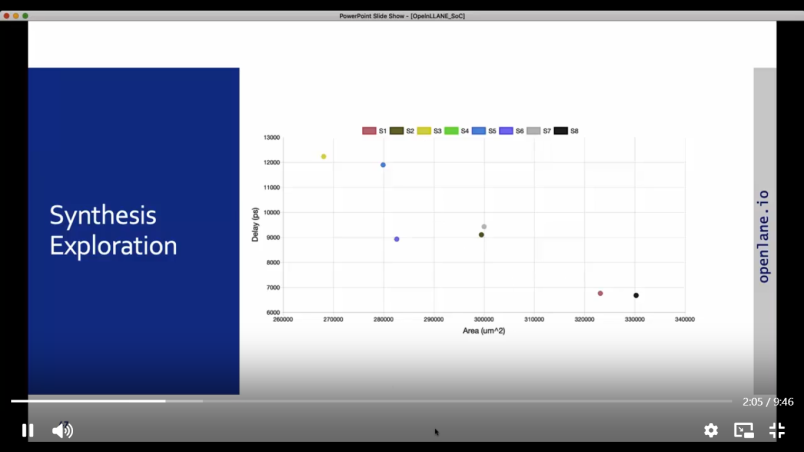 PowerPoint Slide Show - [OpeInLLANE_SoC]
Synthesis
Exploration
S1 S2 S3 S4 S5 S6 S7 S8
13000
12000
11000
10000
9000
8000
7000
6000
Delay (ps)
260000 270000 280000 290000 300000 310000 320000 330000 340000
Area (um^2)
openlane.io
2:05 / 9:46